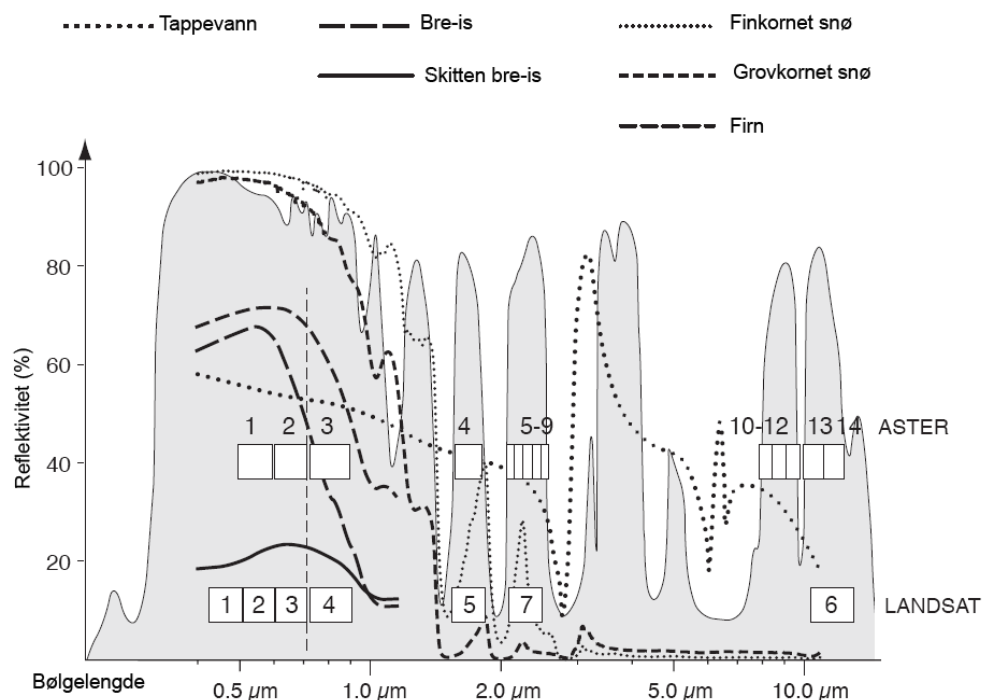 Tappevann Bre-is Finkornet snø
Skitten bre-is Grovkornet snø
Firn
Reflektivitet (%)
100
80
60
40
20
1 2 3 4 5-9 10-12 13 14 ASTER
1 2 3 4 5 7 6 LANDSAT
Bølgelengde 0.5 µm 1.0 µm 2.0 µm 5.0 µm 10.0 µm